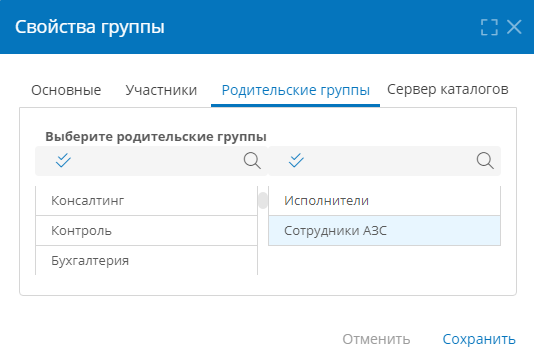 Свойства группы
Основные Участники Родительские группы Сервер каталогов
Выберите родительские группы
Консалтинг
Исполнители
Контроль
Сотрудники АЗС
Бухгалтерия
Отменить Сохранить